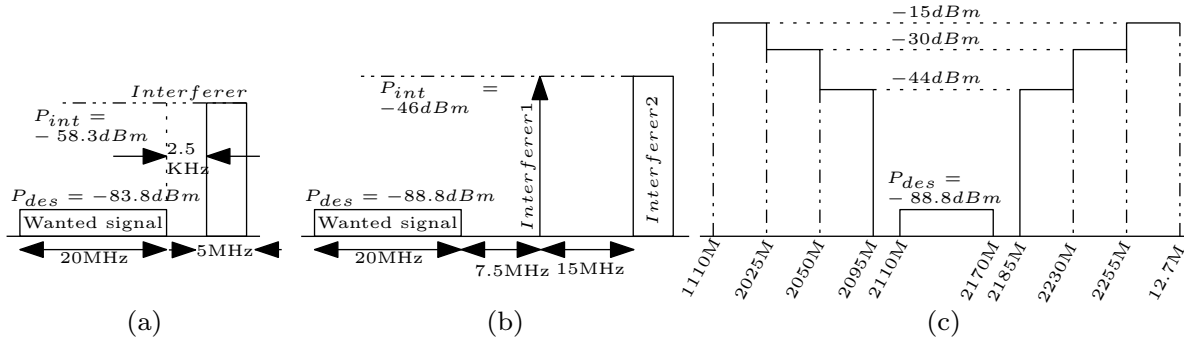 Interferer
P_int =
− 58.3dBm
2.5
KHz
P_des = −83.8dBm
Wanted signal
20MHz
5MHz
(a)
P_int =
−46dBm
Interferer1
Interferer2
P_des = −88.8dBm
Wanted signal
20MHz
7.5MHz
15MHz
(b)
−15dBm
−30dBm
−44dBm
P_des =
− 88.8dBm
1110M
2025M
2050M
2095M
2110M
2170M
2185M
2230M
2255M
12.7M
(c)